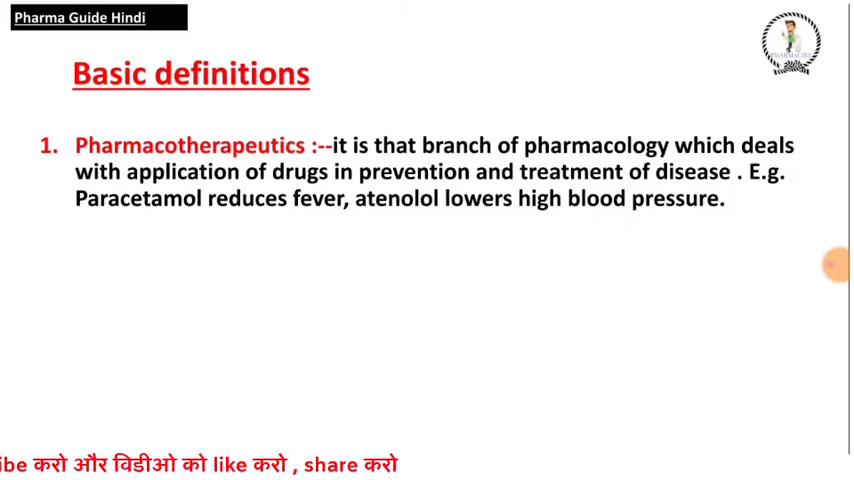 Pharma Guide Hindi
Basic definitions
1. Pharmacotherapeutics :--it is that branch of pharmacology which deals
with application of drugs in prevention and treatment of disease . E.g.
Paracetamol reduces fever, atenolol lowers high blood pressure.
ibe करो और विडीओ को like करो , share करो